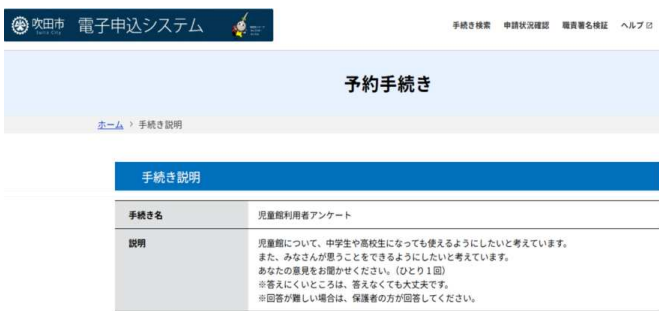 吹田市 電子申込システム
Suita City
手続き検索 申請状況確認 職責署名検証 ヘルプ
予約手続き
ホーム > 手続き説明
手続き説明
手続き名 児童館利用者アンケート
説明 児童館について、中学生や高校生になっても使えるようにしたいと考えています。
また、みなさんが思うことをできるようにしたいと考えています。
あなたの意見をお聞かせください。(ひとり1回)
※答えにくいところは、答えなくても大丈夫です。
※回答が難しい場合は、保護者の方が回答してください。